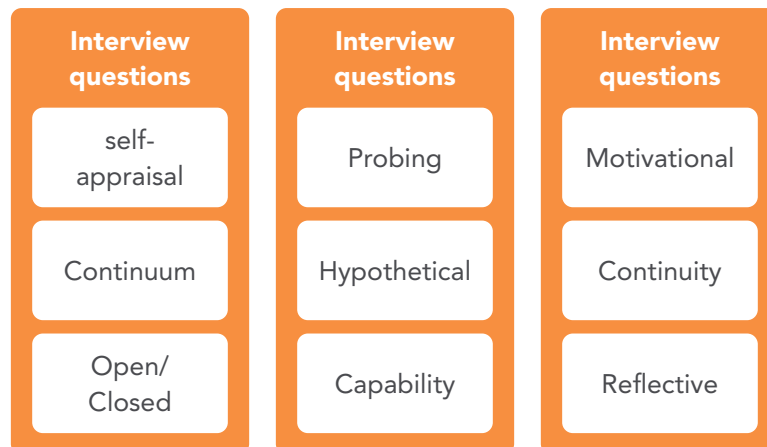 Interview
questions
self-
appraisal
Continuum
Open/
Closed
Interview
questions
Probing
Hypothetical
Capability
Interview
questions
Motivational
Continuity
Reflective